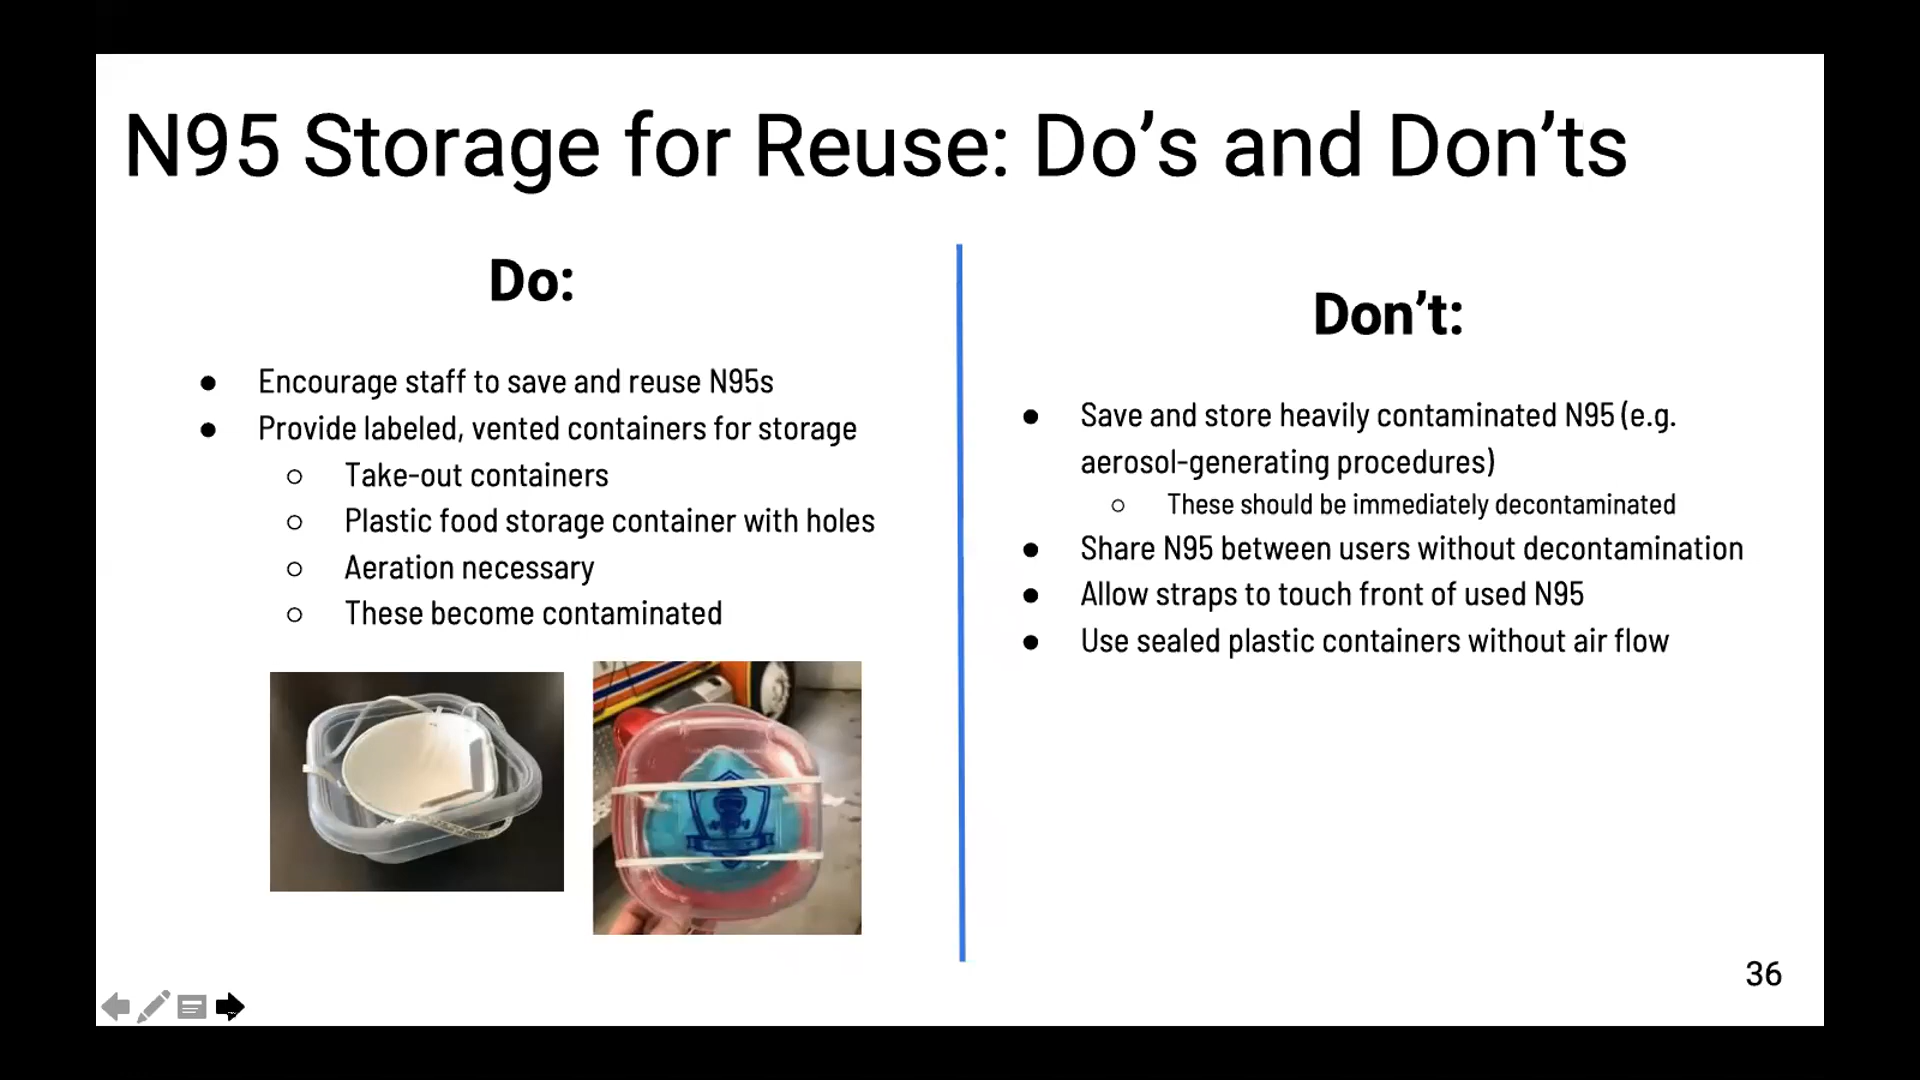 N95 Storage for Reuse: Do’s and Don’ts
Do:
● Encourage staff to save and reuse N95s
● Provide labeled, vented containers for storage
○ Take-out containers
○ Plastic food storage container with holes
○ Aeration necessary
○ These become contaminated
Don’t:
● Save and store heavily contaminated N95 (e.g.
aerosol-generating procedures)
○ These should be immediately decontaminated
● Share N95 between users without decontamination
● Allow straps to touch front of used N95
● Use sealed plastic containers without air flow
36